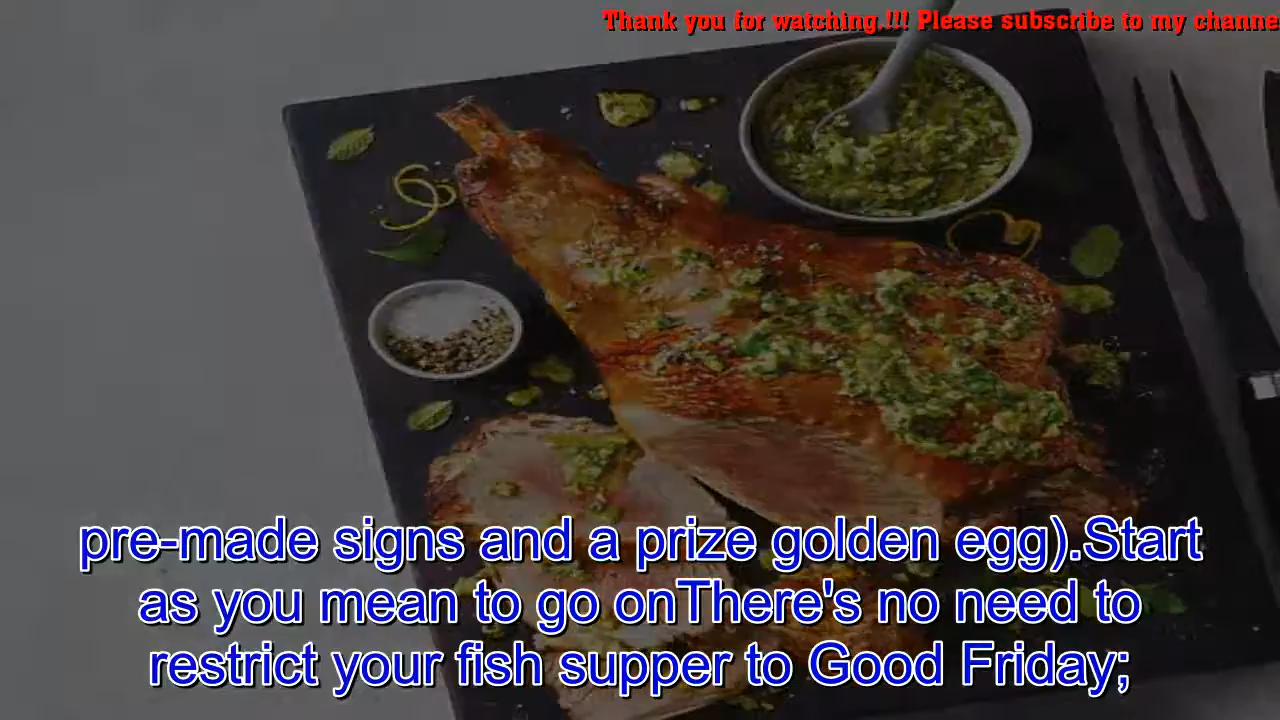 Thank you for watching.!!! Please subscribe to my channe
pre-made signs and a prize golden egg).Start
as you mean to go onThere's no need to
restrict your fish supper to Good Friday;